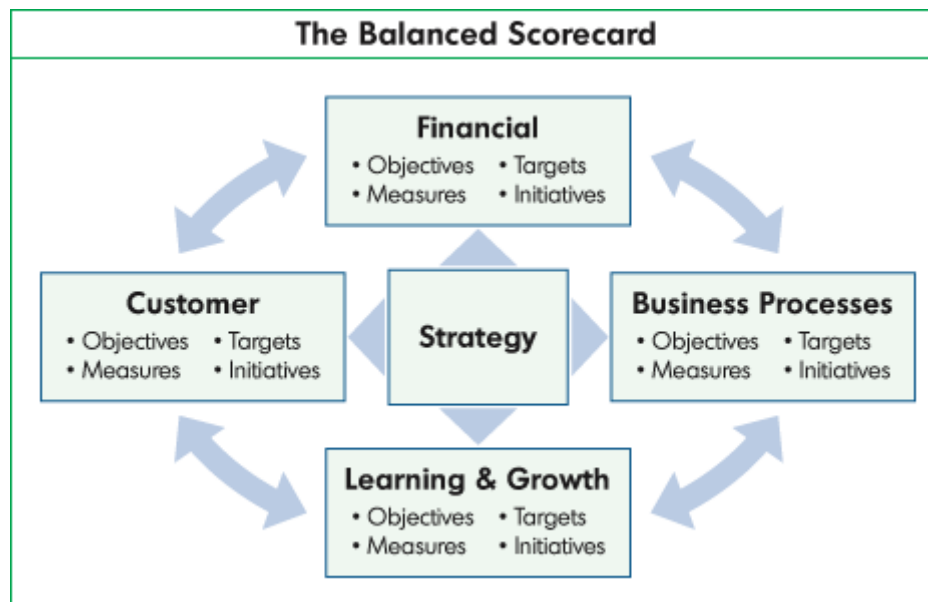 The Balanced Scorecard
Financial
• Objectives • Targets
• Measures • Initiatives
Customer
• Objectives • Targets
• Measures • Initiatives
Strategy
Business Processes
• Objectives • Targets
• Measures • Initiatives
Learning & Growth
• Objectives • Targets
• Measures • Initiatives